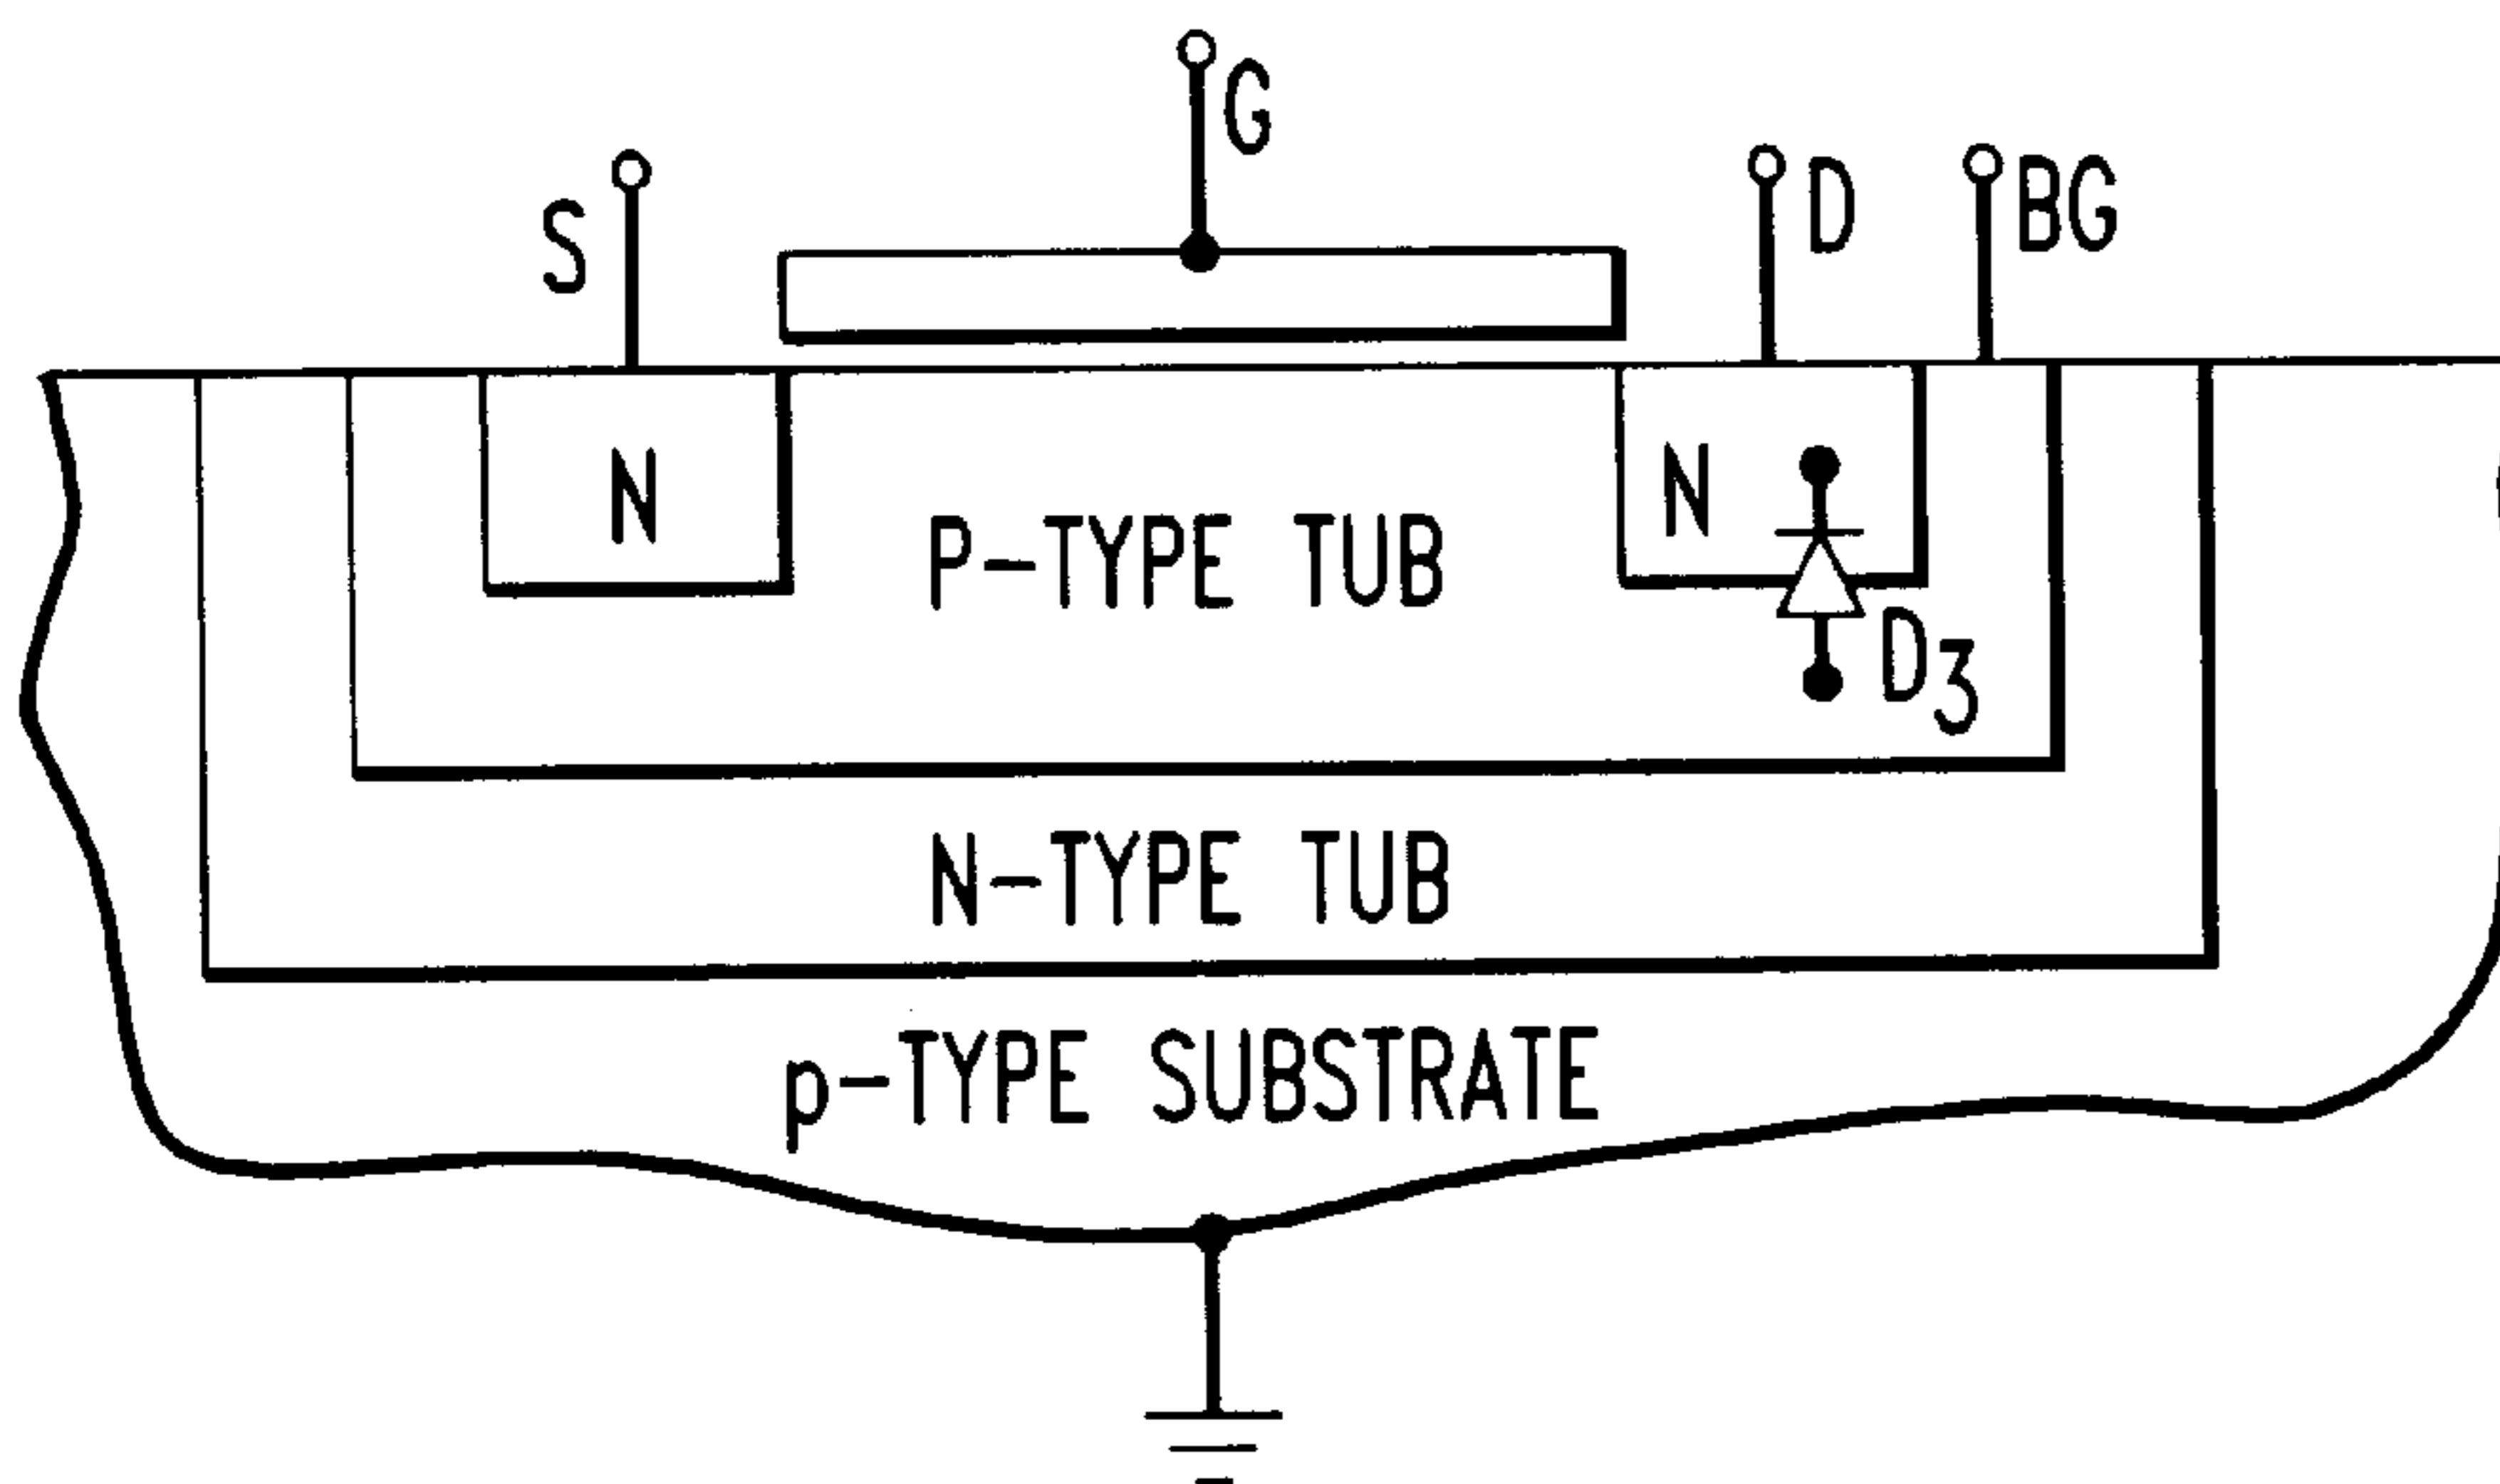 G
S
D
BG
N
N
P-TYPE TUB
D3
N-TYPE TUB
p-TYPE SUBSTRATE